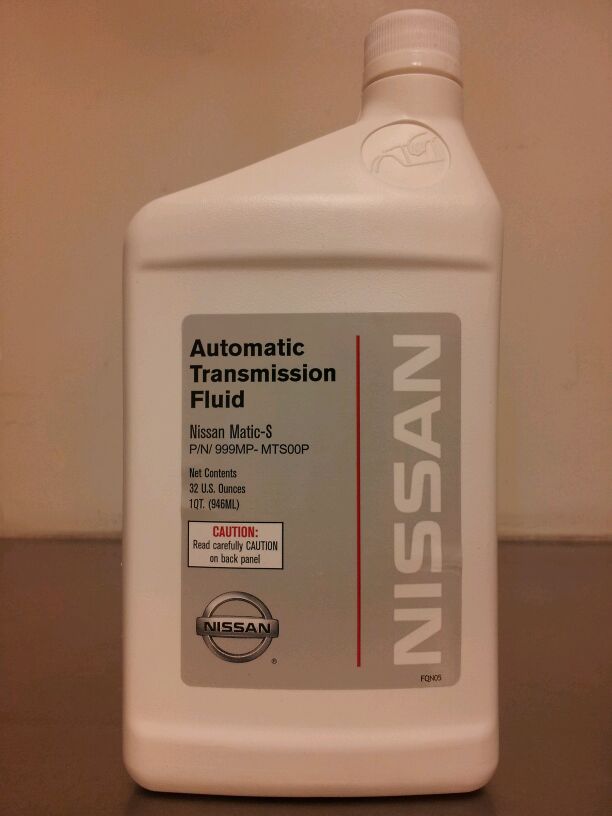 Automatic
Transmission
Fluid
Nissan Matic-S
P/N/ 999MP- MTS00P
Net Contents
32 U.S. Ounces
1QT. (946ML)
CAUTION:
Read carefully CAUTION
on back panel
NISSAN
®
NISSAN
FQN05